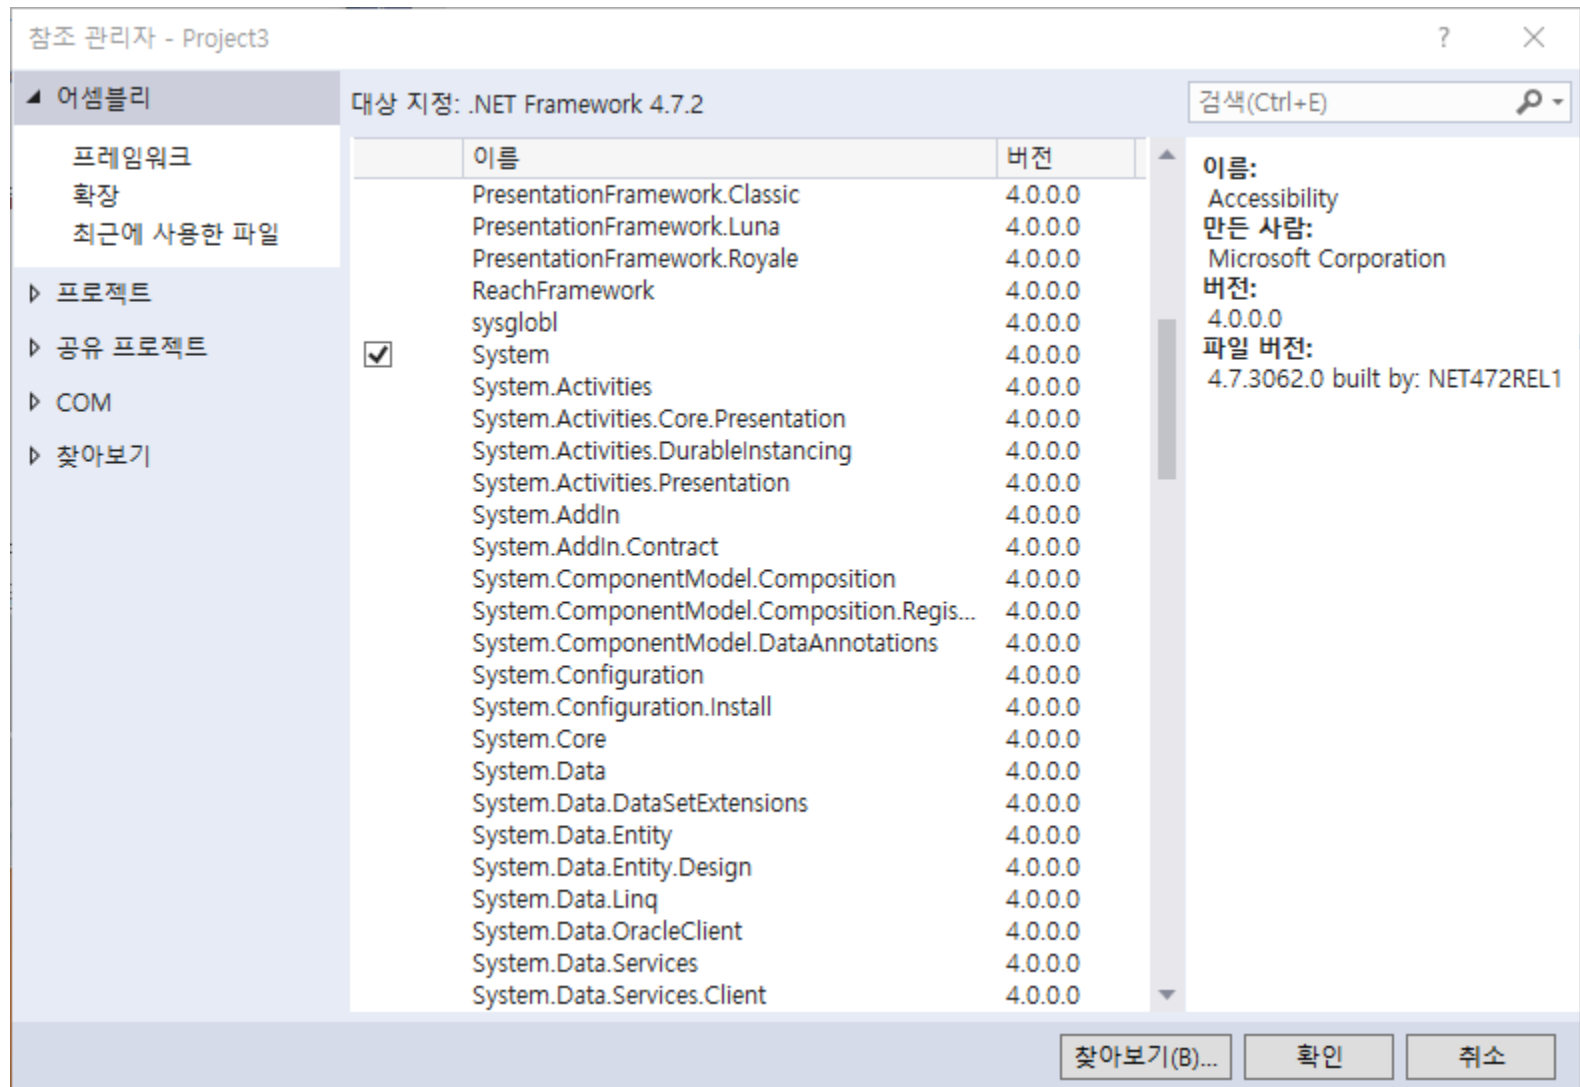 참조 관리자 - Project3
?
어셈블리
대상 지정: .NET Framework 4.7.2
검색(Ctrl+E)
프레임워크
확장
최근에 사용한 파일
프로젝트
공유 프로젝트
COM
찾아보기
이름 버전
PresentationFramework.Classic 4.0.0.0
PresentationFramework.Luna 4.0.0.0
PresentationFramework.Royale 4.0.0.0
ReachFramework 4.0.0.0
sysglobl 4.0.0.0
System 4.0.0.0
System.Activities 4.0.0.0
System.Activities.Core.Presentation 4.0.0.0
System.Activities.DurableInstancing 4.0.0.0
System.Activities.Presentation 4.0.0.0
System.AddIn 4.0.0.0
System.AddIn.Contract 4.0.0.0
System.ComponentModel.Composition 4.0.0.0
System.ComponentModel.Composition.Regis... 4.0.0.0
System.ComponentModel.DataAnnotations 4.0.0.0
System.Configuration 4.0.0.0
System.Configuration.Install 4.0.0.0
System.Core 4.0.0.0
System.Data 4.0.0.0
System.Data.DataSetExtensions 4.0.0.0
System.Data.Entity 4.0.0.0
System.Data.Entity.Design 4.0.0.0
System.Data.Linq 4.0.0.0
System.Data.OracleClient 4.0.0.0
System.Data.Services 4.0.0.0
System.Data.Services.Client 4.0.0.0
이름:
Accessibility
만든 사람:
Microsoft Corporation
버전:
4.0.0.0
파일 버전:
4.7.3062.0 built by: NET472REL1
찾아보기(B)... 확인 취소